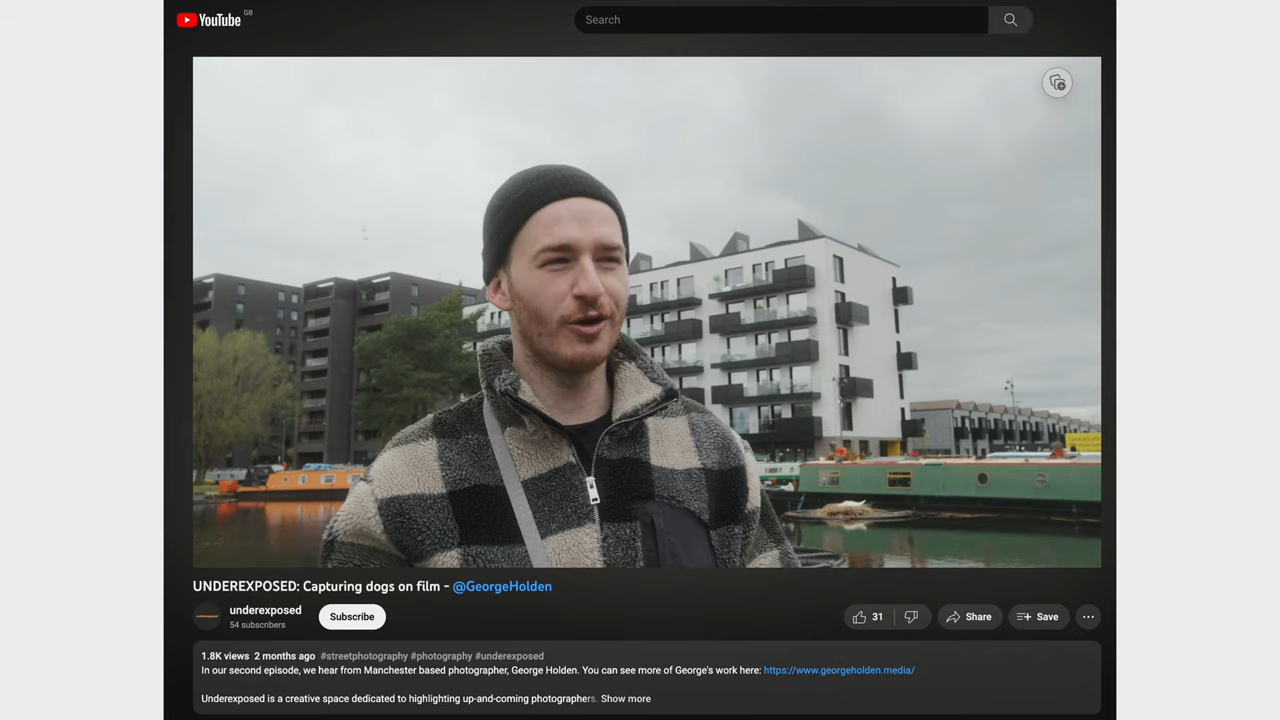 YouTube GB
Search
UNDEREXPOSED: Capturing dogs on film - @GeorgeHolden
underexposed
54 subscribers
Subscribe
31
Share
Save
1.8K views 2 months ago #streetphotography #photography #underexposed
In our second episode, we hear from Manchester based photographer, George Holden. You can see more of George's work here: https://www.georgeholden.media/
Underexposed is a creative space dedicated to highlighting up-and-coming photographers. Show more